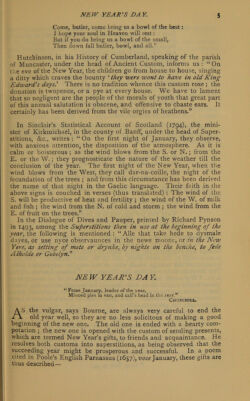 NEW YEAR'S DAY. 5
Come, butler, come bring us a bowl of the best:
I hope your soul in Heaven will rest:
But if you do bring us a bowl of the small,
Then down fall butler, bowl, and all."
Hutchinson, in his History of Cumberland, speaking of the parish
of Muncaster, under the head of Ancient Custom, informs us: "On
the eve of the New Year, the children go from house to house, singing
a ditty which craves the bounty 'they were wont to have in old King
Edward's days.' There is no tradition whence this custom rose; the
donation is twopence, or a pye at every house. We have to lament
that so negligent are the people of the morals of youth that great part
of this annual salutation is obscene, and offensive to chaste ears. It
certainly has been derived from the vile orgies of heathens."
In Sinclair's Statistical Account of Scotland (1794), the mini-
ster of Kirkmichael, in the county of Banff, under the head of Super-
stitions, &c., writes: "On the first night of January, they observe,
with anxious attention, the disposition of the atmosphere. As it is
calm or boisterous; as the wind blows from the S. or N.; from the
E. or the W.; they prognosticate the nature of the weather till the
conclusion of the year. The first night of the New Year, when the
wind blows from the West, they call dàr-na-coille, the night of the
foundation of the trees; and from this circumstance has been derived
the name of that night in the Gaelic language. Their faith in the
above signs is couched in verses (thus translated): The wind of the
S. will be productive of heat and fertility; the wind of the W. of milk
and fish; the wind from the N. of cold and storm; the wind from the
E. of fruit on the trees."
In the Dialogue of Dives and Pauper, printed by Richard Pynson
in 1493, among the Superstitions then in use at the beginning of the
year, the following is mentioned: "Alle that take hede to dysmale
dayes, or use nyce observaunces in the newe moone, or in the New
Yere, as setting of mete or drynke, by nighte on the benche, to fede
Alholde or Gobelyn."
NEW YEAR'S DAY.
"Froze January, leader of the year,
Minced pies in van, and calf's head in the rear."
CHURCHILL.
AS the vulgar, says Bourne, are always very careful to end the
old year well, so they are no less solicitous of making a good
beginning of the new one. The old one is ended with a hearty com-
potation; the new one is opened with the custom of sending presents,
which are termed New Year's gifts, to friends and acquaintance. He
resolves both customs into superstitions, as being observed that the
succeeding year might be prosperous and successful. In a poem
cited in Poole's English Parnassus (1657), voce January, these gifts are
thus described—